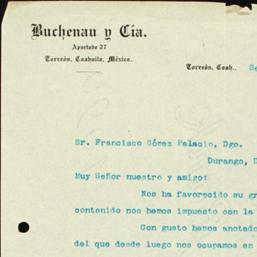 Buchenau y Cía.
Apartado 27
Torreón, Coahuila, México.
Torreón, Coah.,
Sr. Francisco Gómez Palacio, Dgo.
Durango, D
Muy Señor nuestro y amigo:
Nos ha favorecido su gr
contenido nos hemos impuesto con la
Con gusto hemos anotado
del que desde luego nos ocupamos en